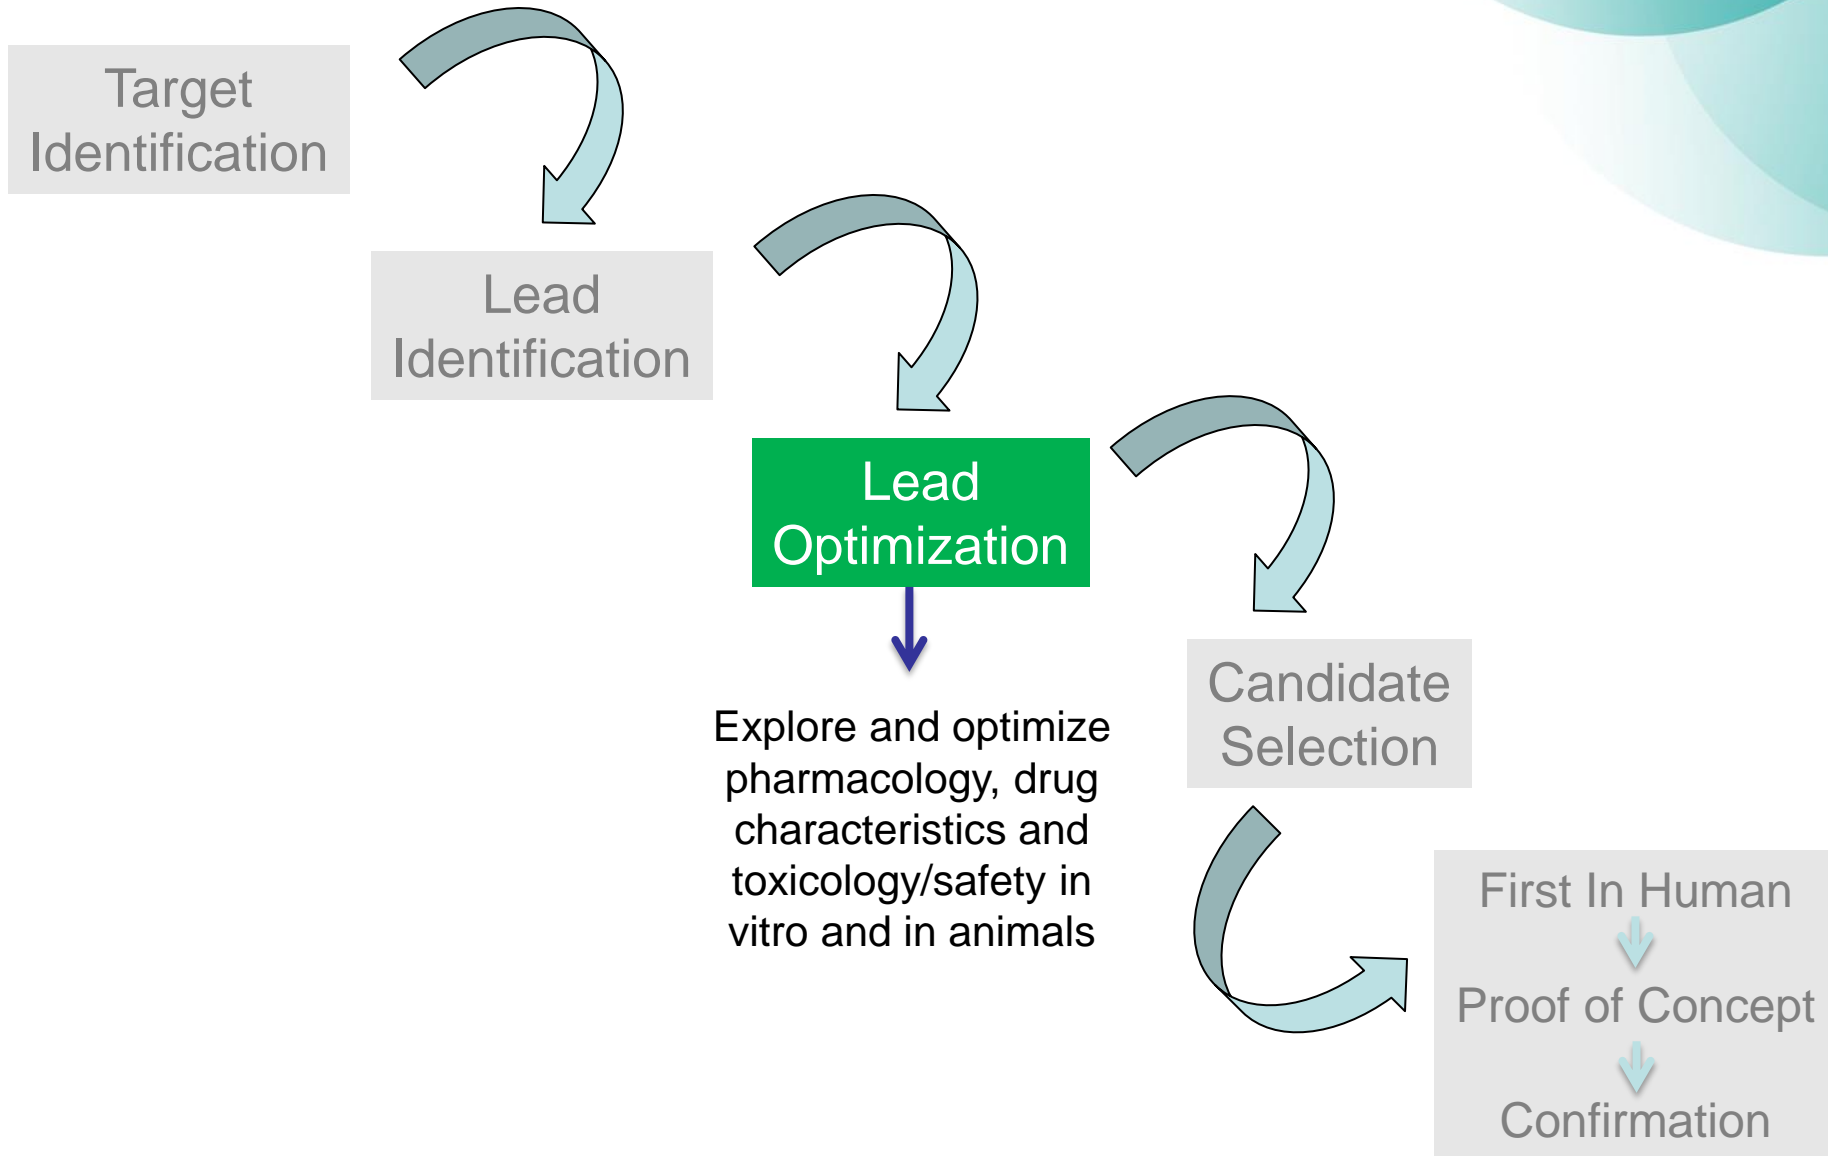 Target
Identification
Lead
Identification
Lead
Optimization
Explore and optimize
pharmacology, drug
characteristics and
toxicology/safety in
vitro and in animals
Candidate
Selection
First In Human
Proof of Concept
Confirmation